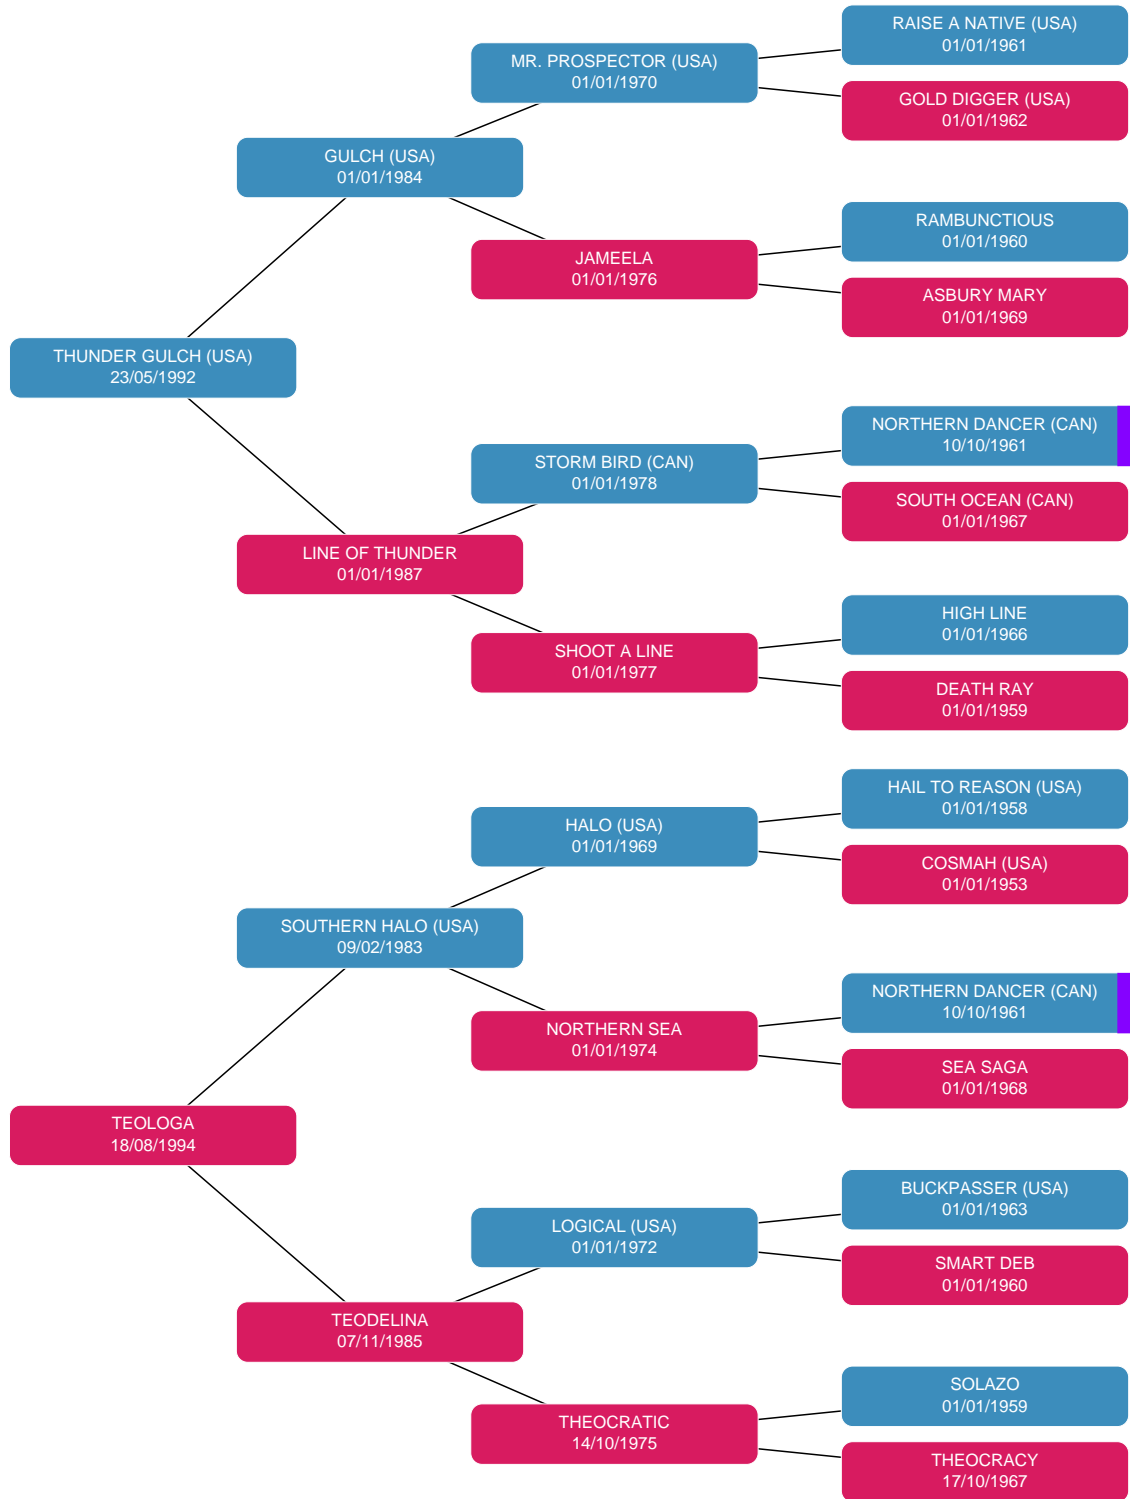 RAISE A NATIVE (USA)
01/01/1961
MR. PROSPECTOR (USA)
01/01/1970
GOLD DIGGER (USA)
01/01/1962
GULCH (USA)
01/01/1984
RAMBUNCTIOUS
01/01/1960
JAMEELA
01/01/1976
ASBURY MARY
01/01/1969
THUNDER GULCH (USA)
23/05/1992
NORTHERN DANCER (CAN)
10/10/1961
STORM BIRD (CAN)
01/01/1978
SOUTH OCEAN (CAN)
01/01/1967
LINE OF THUNDER
01/01/1987
HIGH LINE
01/01/1966
SHOOT A LINE
01/01/1977
DEATH RAY
01/01/1959
HAIL TO REASON (USA)
01/01/1958
HALO (USA)
01/01/1969
COSMAH (USA)
01/01/1953
SOUTHERN HALO (USA)
09/02/1983
NORTHERN DANCER (CAN)
10/10/1961
NORTHERN SEA
01/01/1974
SEA SAGA
01/01/1968
TEOLOGA
18/08/1994
BUCKPASSER (USA)
01/01/1963
LOGICAL (USA)
01/01/1972
SMART DEB
01/01/1960
TEODELINA
07/11/1985
SOLAZO
01/01/1959
THEOCRATIC
14/10/1975
THEOCRACY
17/10/1967